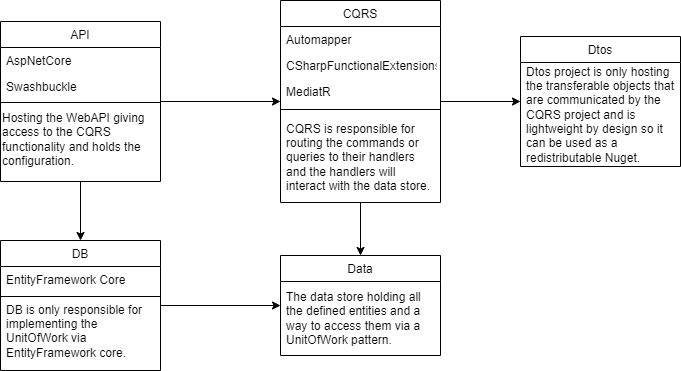 API
AspNetCore
Swashbuckle
Hosting the WebAPI giving
access to the CQRS
functionality and holds the
configuration.
CQRS
Automapper
CSharpFunctionalExtensions
MediatR
CQRS is responsible for
routing the commands or
queries to their handlers
and the handlers will
interact with the data store.
Dtos
Dtos project is only hosting
the transferable objects that
are communicated by the
CQRS project and is
lightweight by design so it
can be used as a
redistributable Nuget.
DB
EntityFramework Core
DB is only responsible for
implementing the
UnitOfWork via
EntityFramework core.
Data
The data store holding all
the defined entities and a
way to access them via a
UnitOfWork pattern.